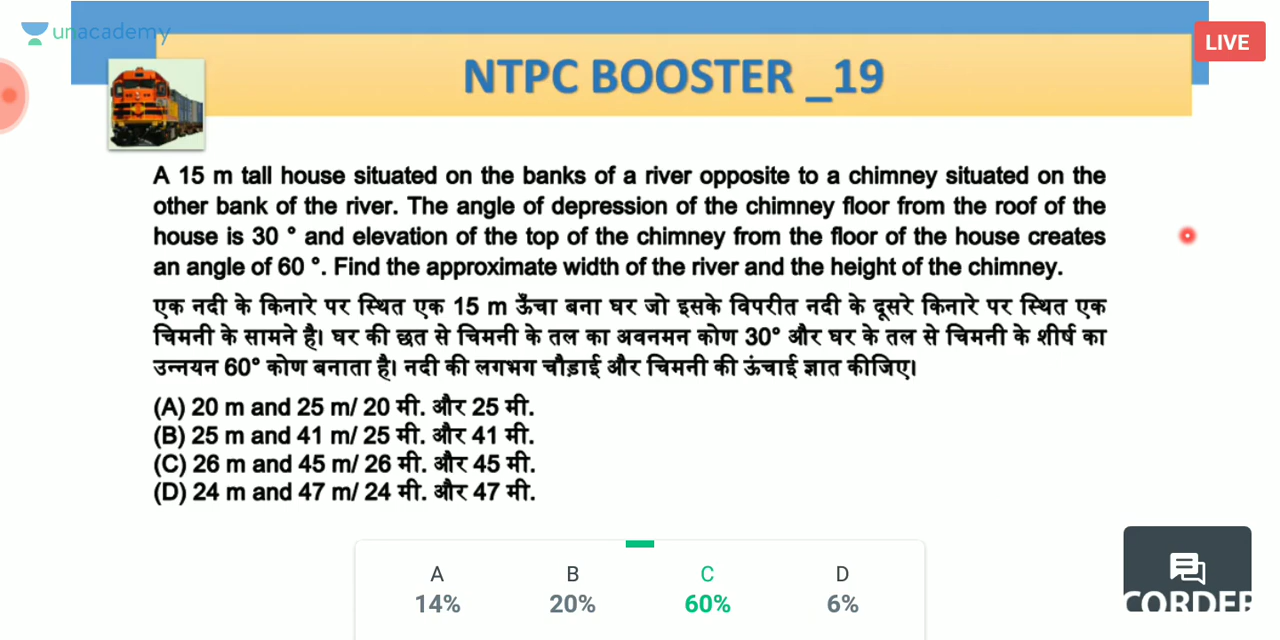 unacademy
LIVE
NTPC BOOSTER _19
A 15 m tall house situated on the banks of a river opposite to a chimney situated on the
other bank of the river. The angle of depression of the chimney floor from the roof of the
house is 30 ° and elevation of the top of the chimney from the floor of the house creates
an angle of 60 °. Find the approximate width of the river and the height of the chimney.
एक नदी के किनारे पर स्थित एक 15 m ऊँचा बना घर जो इसके विपरीत नदी के दूसरे किनारे पर स्थित एक
चिमनी के सामने है। घर की छत से चिमनी के तल का अवनमन कोण 30° और घर के तल से चिमनी के शीर्ष का
उन्नयन 60° कोण बनाता है। नदी की लगभग चौड़ाई और चिमनी की ऊंचाई ज्ञात कीजिए।
(A) 20 m and 25 m/ 20 मी. और 25 मी.
(B) 25 m and 41 m/ 25 मी. और 41 मी.
(C) 26 m and 45 m/ 26 मी. और 45 मी.
(D) 24 m and 47 m/ 24 मी. और 47 मी.
A B C D
14% 20% 60% 6%
CORDER